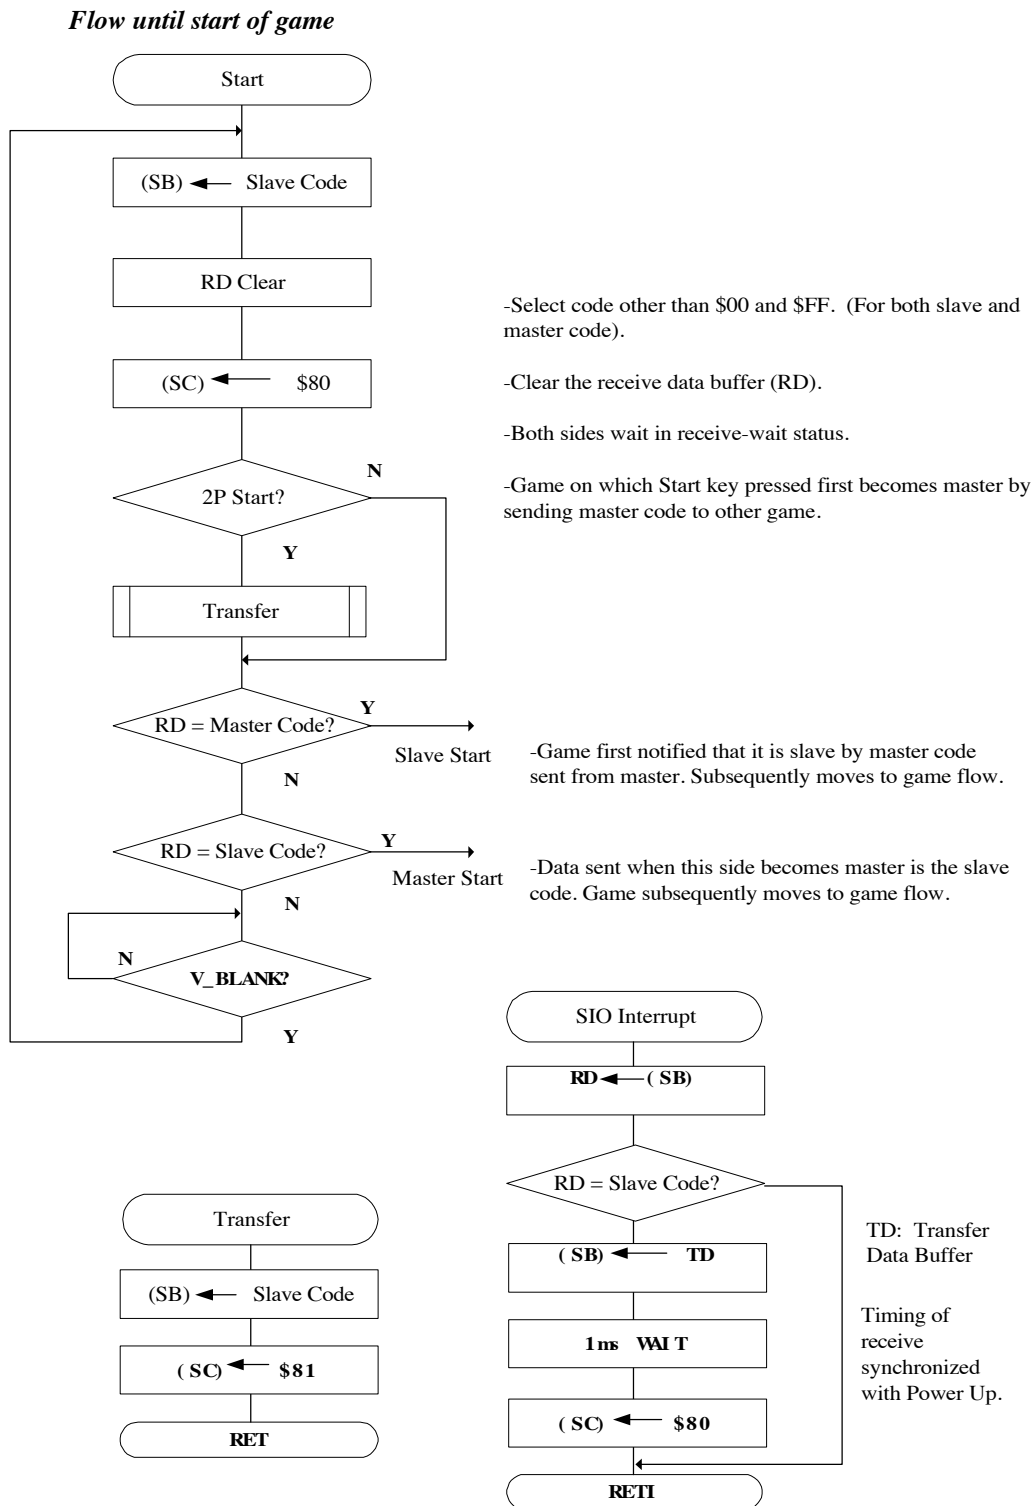 Flow until start of game
Start
(SB) Slave Code
RD Clear
(SC) $80
2P Start?
N
Y
Transfer
RD = Master Code?
Y
Slave Start
N
RD = Slave Code?
Y
Master Start
N
V_BLANK?
N
Y
-Select code other than $00 and $FF. (For both slave and
master code).
-Clear the receive data buffer (RD).
-Both sides wait in receive-wait status.
-Game on which Start key pressed first becomes master by
sending master code to other game.
-Game first notified that it is slave by master code
sent from master. Subsequently moves to game flow.
-Data sent when this side becomes master is the slave
code. Game subsequently moves to game flow.
Transfer
(SB) Slave Code
(SC) $81
RET
SIO Interrupt
RD (SB)
RD = Slave Code?
(SB) TD
1ms WAIT
(SC) $80
RETI
TD: Transfer
Data Buffer
Timing of
receive
synchronized
with Power Up.